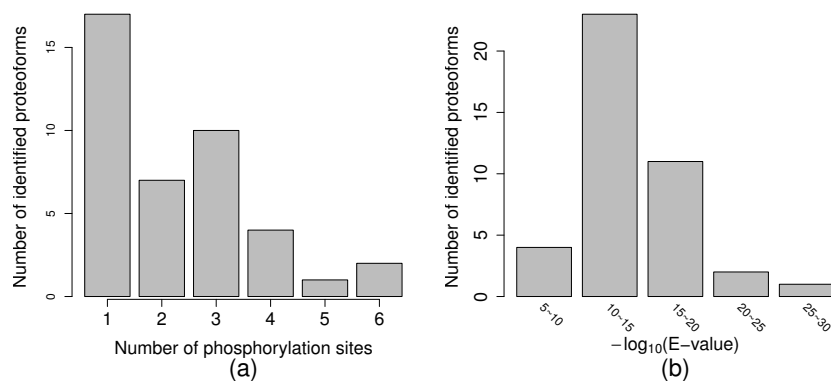 Number of identified proteoforms
15
10
5
0
1 2 3 4 5 6
Number of phosphorylation sites
(a)
Number of identified proteoforms
20
15
10
5
0
5~10 10~15 15~20 20~25 25~30
−log10(E−value)
(b)